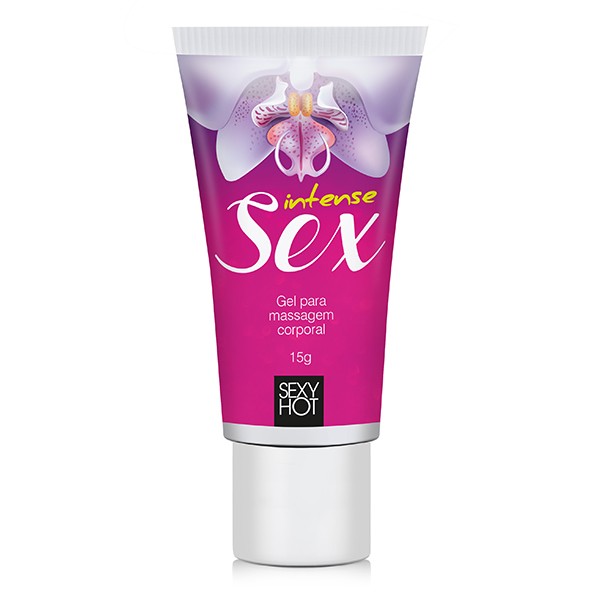 intense
Sex
Gel para
massagem
corporal
15g
SEXY
HOT